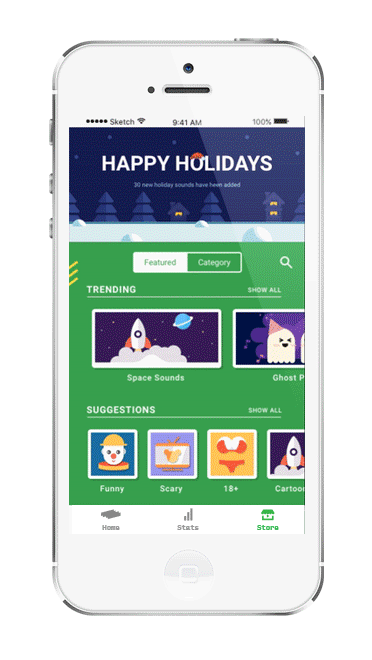 Sketch 9:41 AM 100%
HAPPY HOLIDAYS
30 new holiday sounds have been added
Featured Category
TRENDING SHOW ALL
Space Sounds Ghost P
SUGGESTIONS SHOW ALL
Funny Scary 18+ Cartoo
Home Stats Store